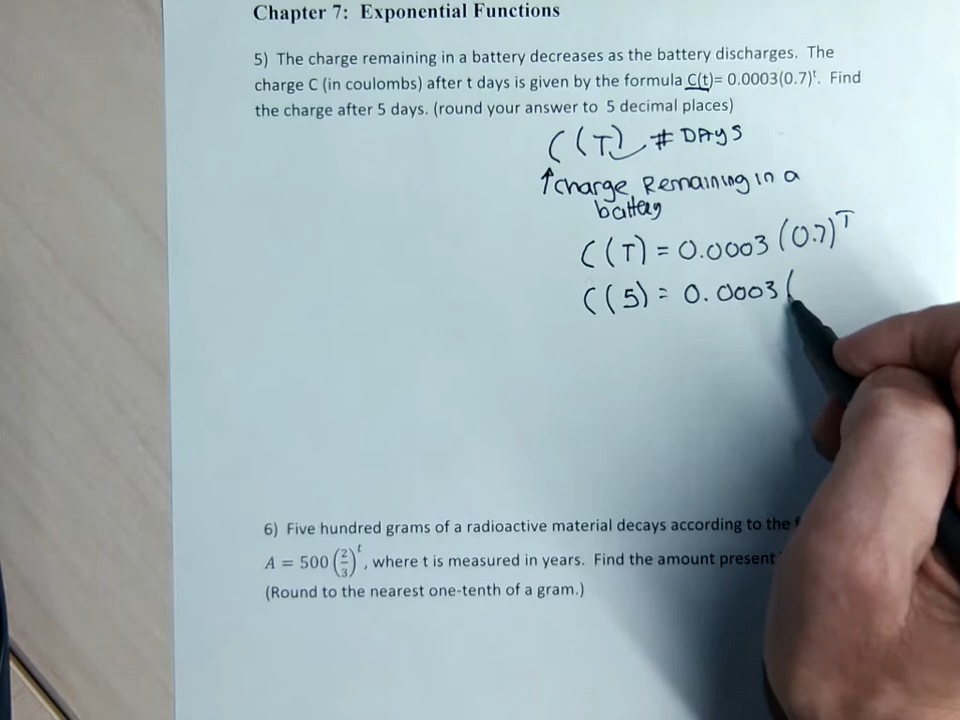 Chapter 7: Exponential Functions
5) The charge remaining in a battery decreases as the battery discharges. The
charge C (in coulombs) after t days is given by the formula C(t)= 0.0003(0.7)ᵗ. Find
the charge after 5 days. (round your answer to 5 decimal places)
C(T) # DAYS
↑charge Remaining in a
battery
C(T) = 0.0003 (0.7)ᵀ
C(5) = 0.0003 (
6) Five hundred grams of a radioactive material decays according to the
A = 500(2/3)ᵗ, where t is measured in years. Find the amount present
(Round to the nearest one-tenth of a gram.)